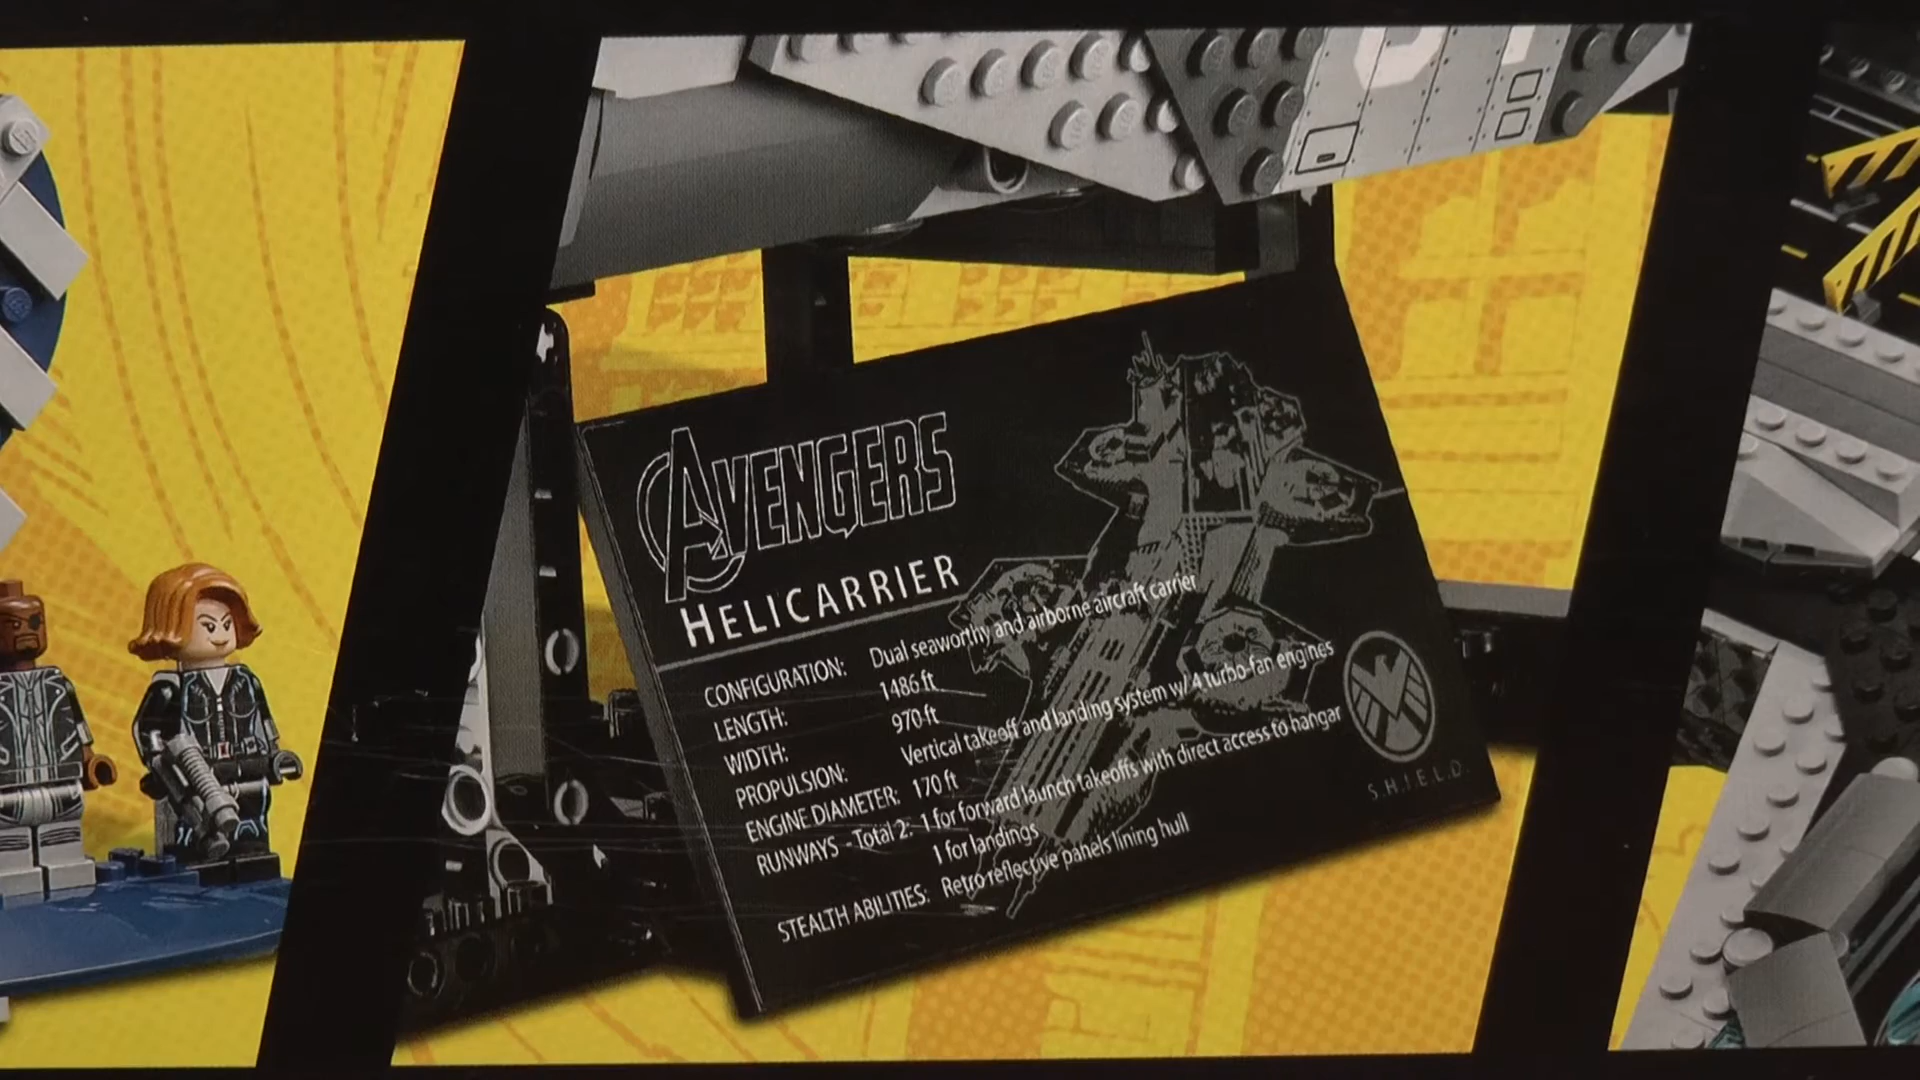 AVENGERS
HELICARRIER
CONFIGURATION: Dual seaworthy and airborne aircraft carrier
LENGTH: 1486 ft
WIDTH: 970 ft
PROPULSION: Vertical takeoff and landing system w/ 4 turbo-fan engines
ENGINE DIAMETER: 170 ft
RUNWAYS - Total 2: 1 for forward launch takeoffs with direct access to hangar
1 for landings
STEALTH ABILITIES: Retro-reflective panels lining hull
S.H.I.E.L.D.